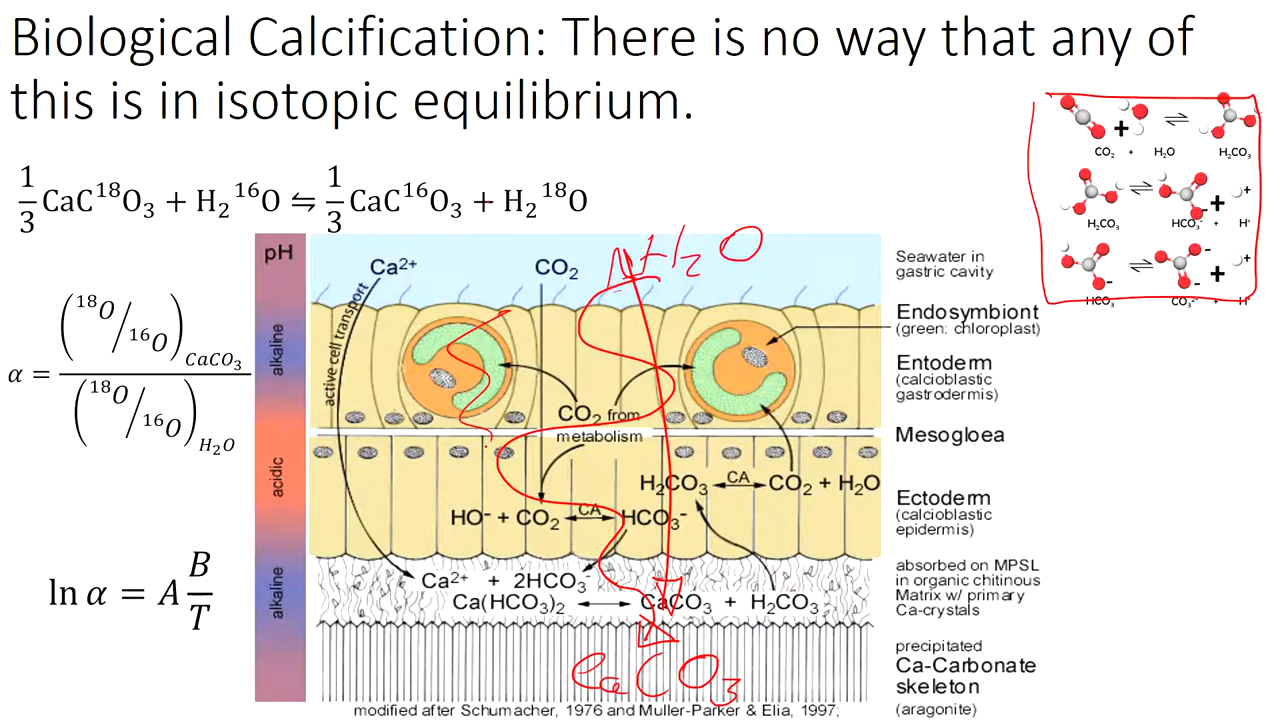 Biological Calcification: There is no way that any of
this is in isotopic equilibrium.
CO₂ + H₂O H₂CO₃
H₂CO₃ HCO₃⁻ + H⁺
HCO₃ CO₃²⁻ + H⁺
1/3 CaC¹⁸O₃ + H₂¹⁶O ⇋ 1/3 CaC¹⁶O₃ + H₂¹⁸O
α = (¹⁸O/¹⁶O)CaCO₃ / (¹⁸O/¹⁶O)H₂O
ln α = A B/T
pH
alkaline
acidic
alkaline
Ca²⁺
CO₂
H₂O
active cell transport
CO₂ from
metabolism
H₂CO₃ CA CO₂ + H₂O
HO⁻ + CO₂ CA HCO₃⁻
Ca²⁺ + 2HCO₃⁻
Ca(HCO₃)₂ CaCO₃ + H₂CO₃
CaCO₃
Seawater in
gastric cavity
Endosymbiont
(green: chloroplast)
Entoderm
(calcioblastic
gastrodermis)
Mesogloea
Ectoderm
(calcioblastic
epidermis)
absorbed on MPSL
in organic chitinous
Matrix w/ primary
Ca-crystals
precipitated
Ca-Carbonate
skeleton
(aragonite)
modified after Schumacher, 1976 and Muller-Parker & Elia, 1997;